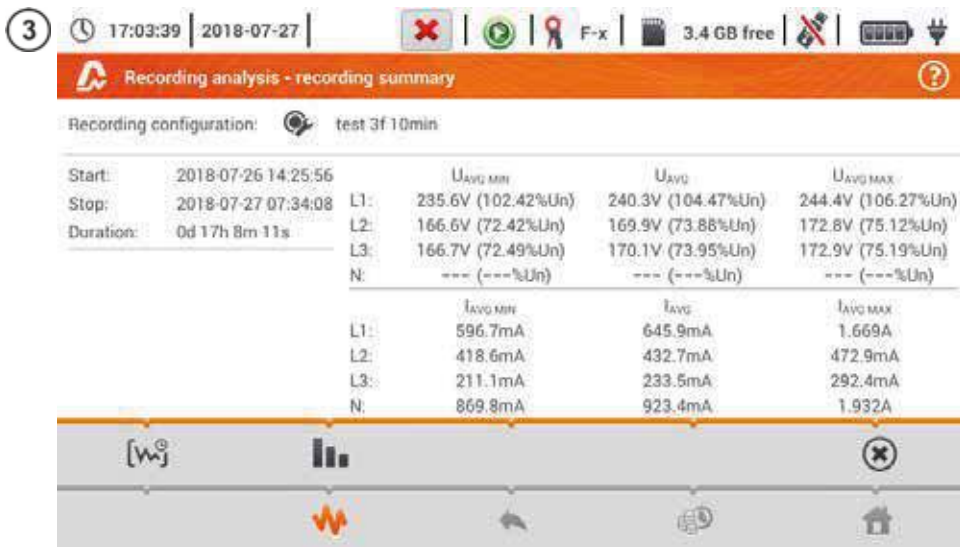 3
17:03:39 2018-07-27 F-x 3.4 GB free
Recording analysis - recording summary ?
Recording configuration: test 3f 10min
Start: 2018-07-26 14:25:56
Stop: 2018-07-27 07:34:08
Duration: 0d 17h 8m 11s
UAVG MIN UAVG UAVG MAX
L1: 235.6V (102.42%Un) 240.3V (104.47%Un) 244.4V (106.27%Un)
L2: 166.6V (72.42%Un) 169.9V (73.88%Un) 172.8V (75.12%Un)
L3: 166.7V (72.49%Un) 170.1V (73.95%Un) 172.9V (75.19%Un)
N: --- (---%Un) --- (---%Un) --- (---%Un)
IAVG MIN IAVG IAVG MAX
L1: 596.7mA 645.9mA 1.669A
L2: 418.6mA 432.7mA 472.9mA
L3: 211.1mA 233.5mA 292.4mA
N: 869.8mA 923.4mA 1.932A